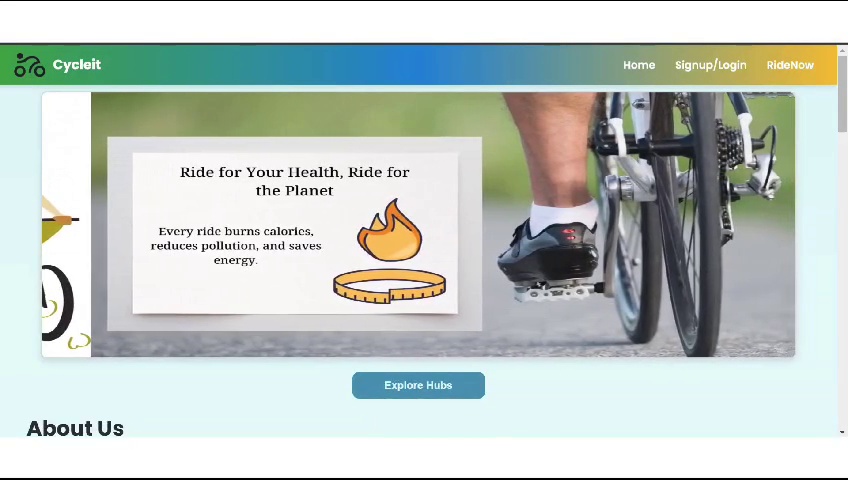 Cycleit
Home
Signup/Login
RideNow
Ride for Your Health, Ride for
the Planet
Every ride burns calories,
reduces pollution, and saves
energy.
Explore Hubs
About Us